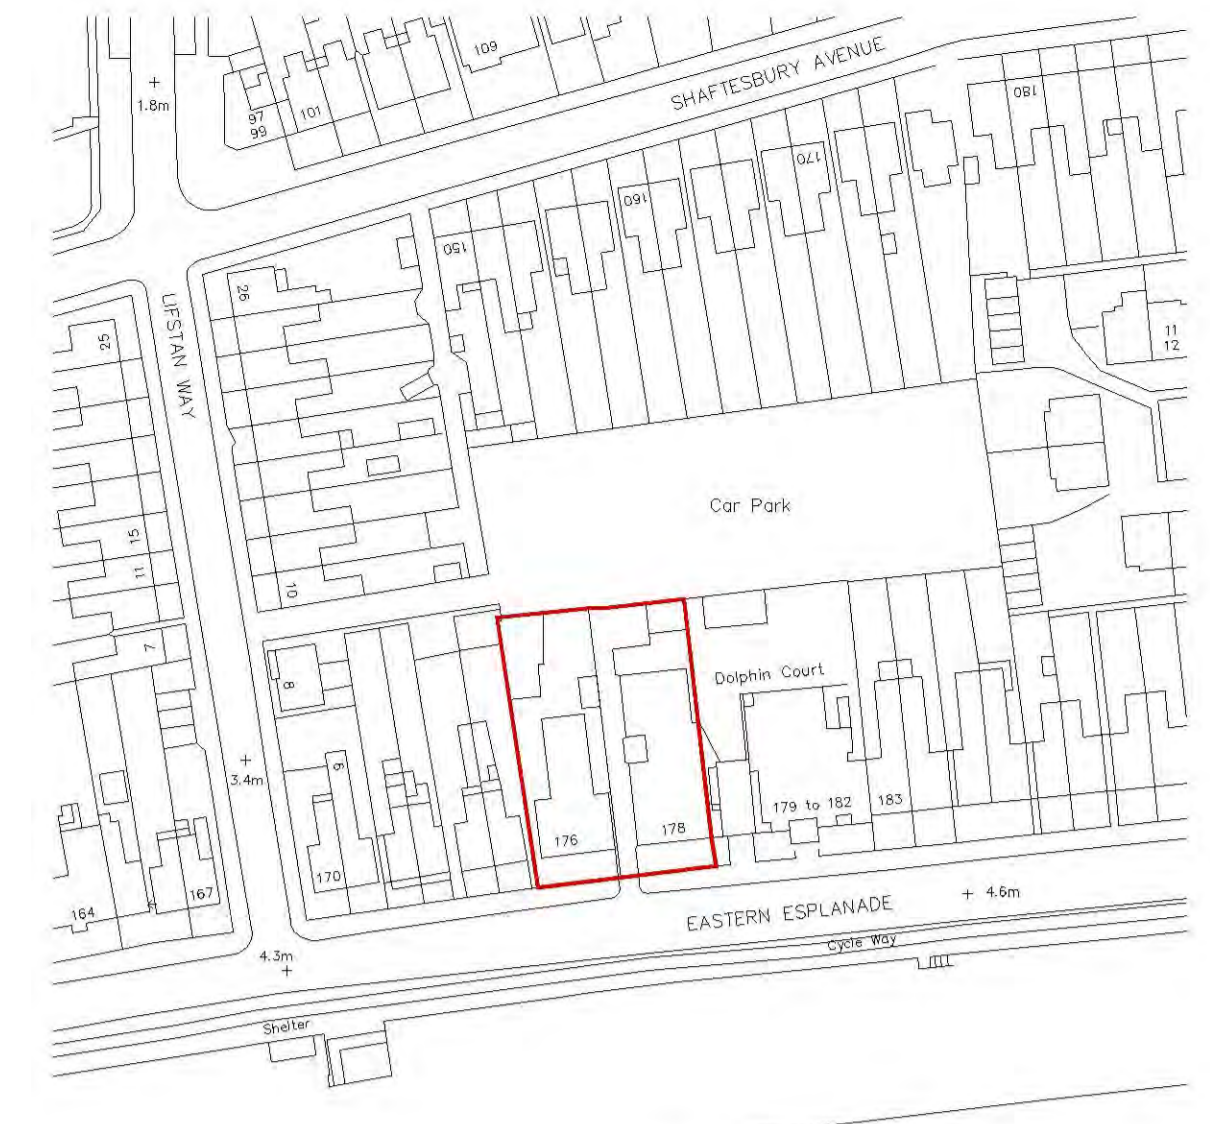 109
SHAFTESBURY AVENUE
1.8m
97
99
101
180
170
160
150
LIFSTAN WAY
26
25
11
12
Car Park
15
11
10
7
8
Dolphin Court
3.4m
6
179 to 182
183
176
178
170
167
164
EASTERN ESPLANADE
4.6m
Cycle Way
4.3m
Shelter